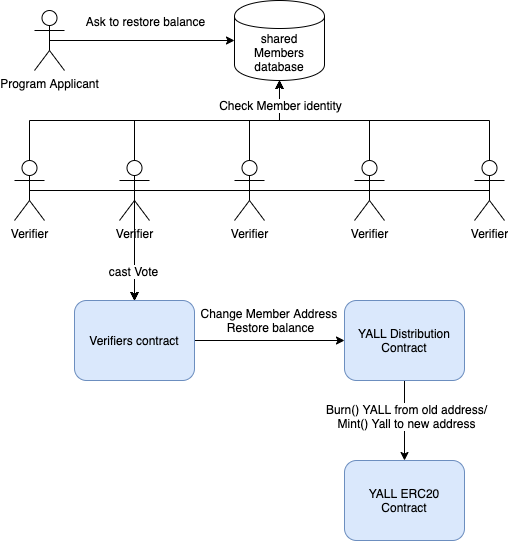 Ask to restore balance
shared
Members
database
Program Applicant
Check Member identity
Verifier
Verifier
Verifier
Verifier
Verifier
cast Vote
Change Member Address
Restore balance
Verifiers contract
YALL Distribution
Contract
Burn() YALL from old address/
Mint() Yall to new address
YALL ERC20
Contract